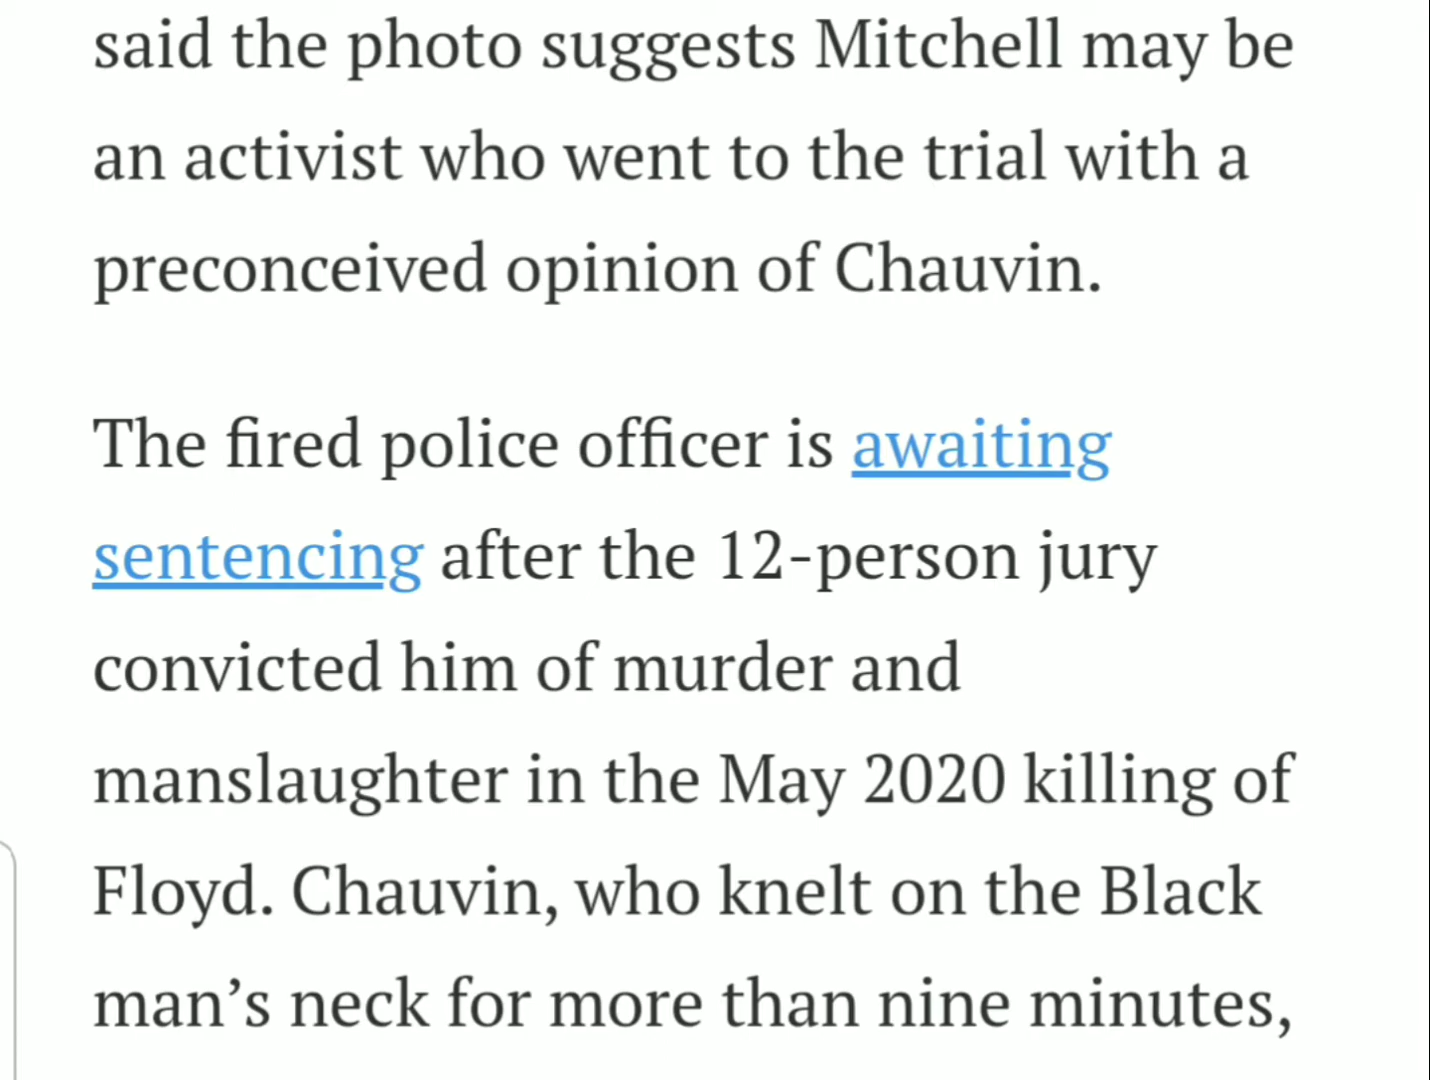 said the photo suggests Mitchell may be
an activist who went to the trial with a
preconceived opinion of Chauvin.
The fired police officer is awaiting
sentencing after the 12-person jury
convicted him of murder and
manslaughter in the May 2020 killing of
Floyd. Chauvin, who knelt on the Black
man’s neck for more than nine minutes,